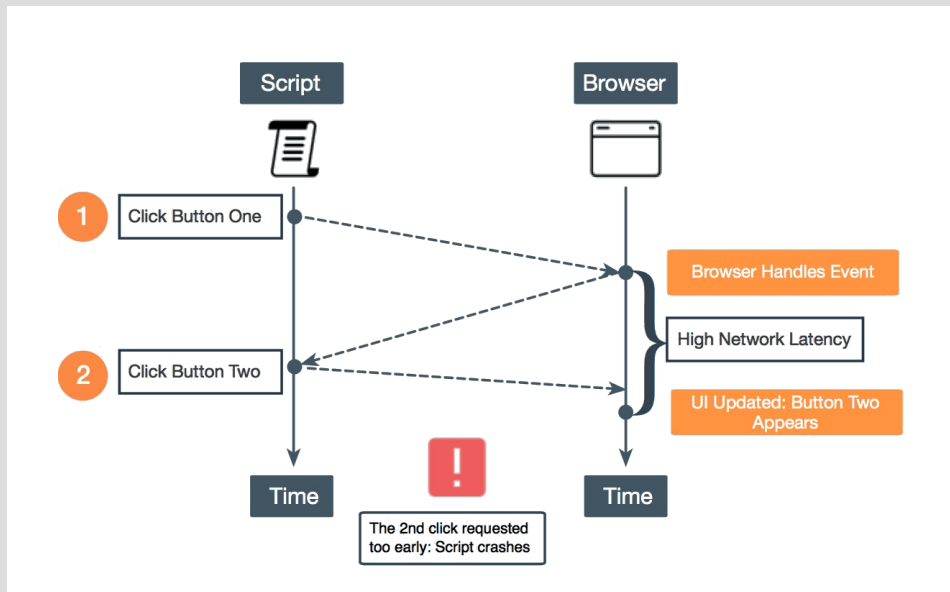 Script
Browser
1
Click Button One
Browser Handles Event
High Network Latency
2
Click Button Two
UI Updated: Button Two
Appears
!
Time
Time
The 2nd click requested
too early: Script crashes